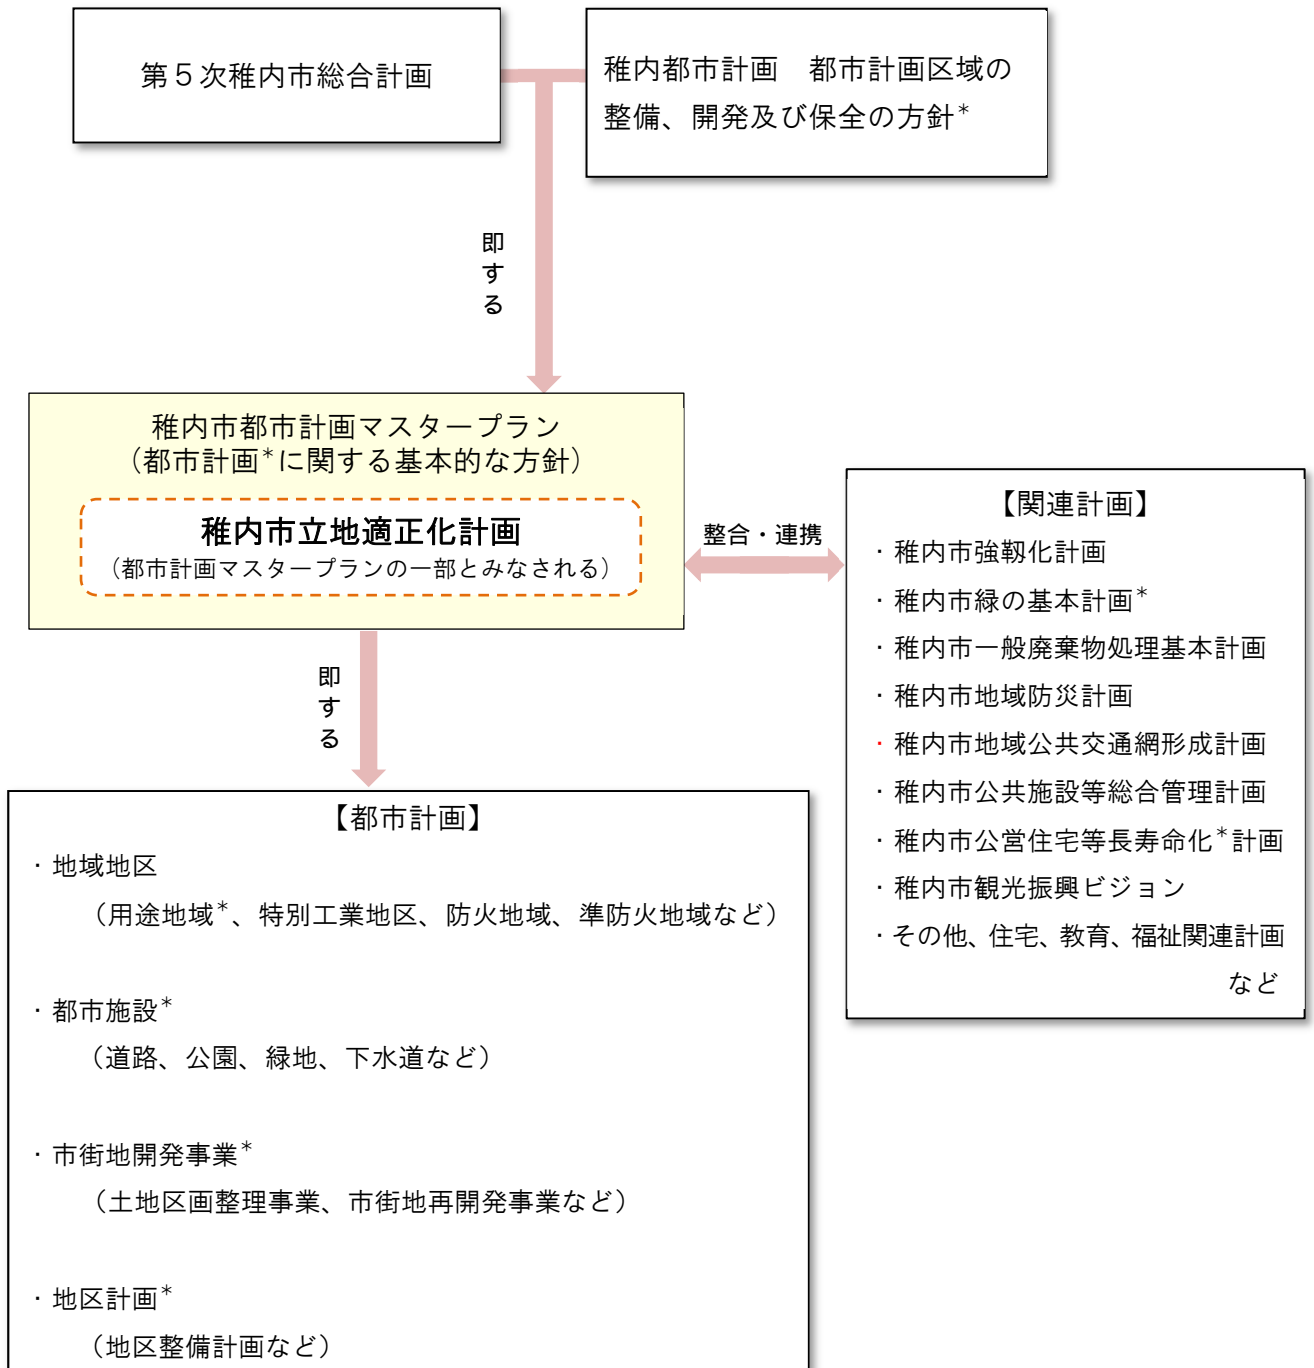 第５次稚内市総合計画
稚内都市計画　都市計画区域の
整備、開発及び保全の方針*
即する
稚内市都市計画マスタープラン
（都市計画*に関する基本的な方針）
稚内市立地適正化計画
（都市計画マスタープランの一部とみなされる）
整合・連携
【関連計画】
・稚内市強靱化計画
・稚内市緑の基本計画*
・稚内市一般廃棄物処理基本計画
・稚内市地域防災計画
・稚内市地域公共交通網形成計画
・稚内市公共施設等総合管理計画
・稚内市公営住宅等長寿命化*計画
・稚内市観光振興ビジョン
・その他、住宅、教育、福祉関連計画
など
即する
【都市計画】
・地域地区
（用途地域*、特別工業地区、防火地域、準防火地域など）
・都市施設*
（道路、公園、緑地、下水道など）
・市街地開発事業*
（土地区画整理事業、市街地再開発事業など）
・地区計画*
（地区整備計画など）